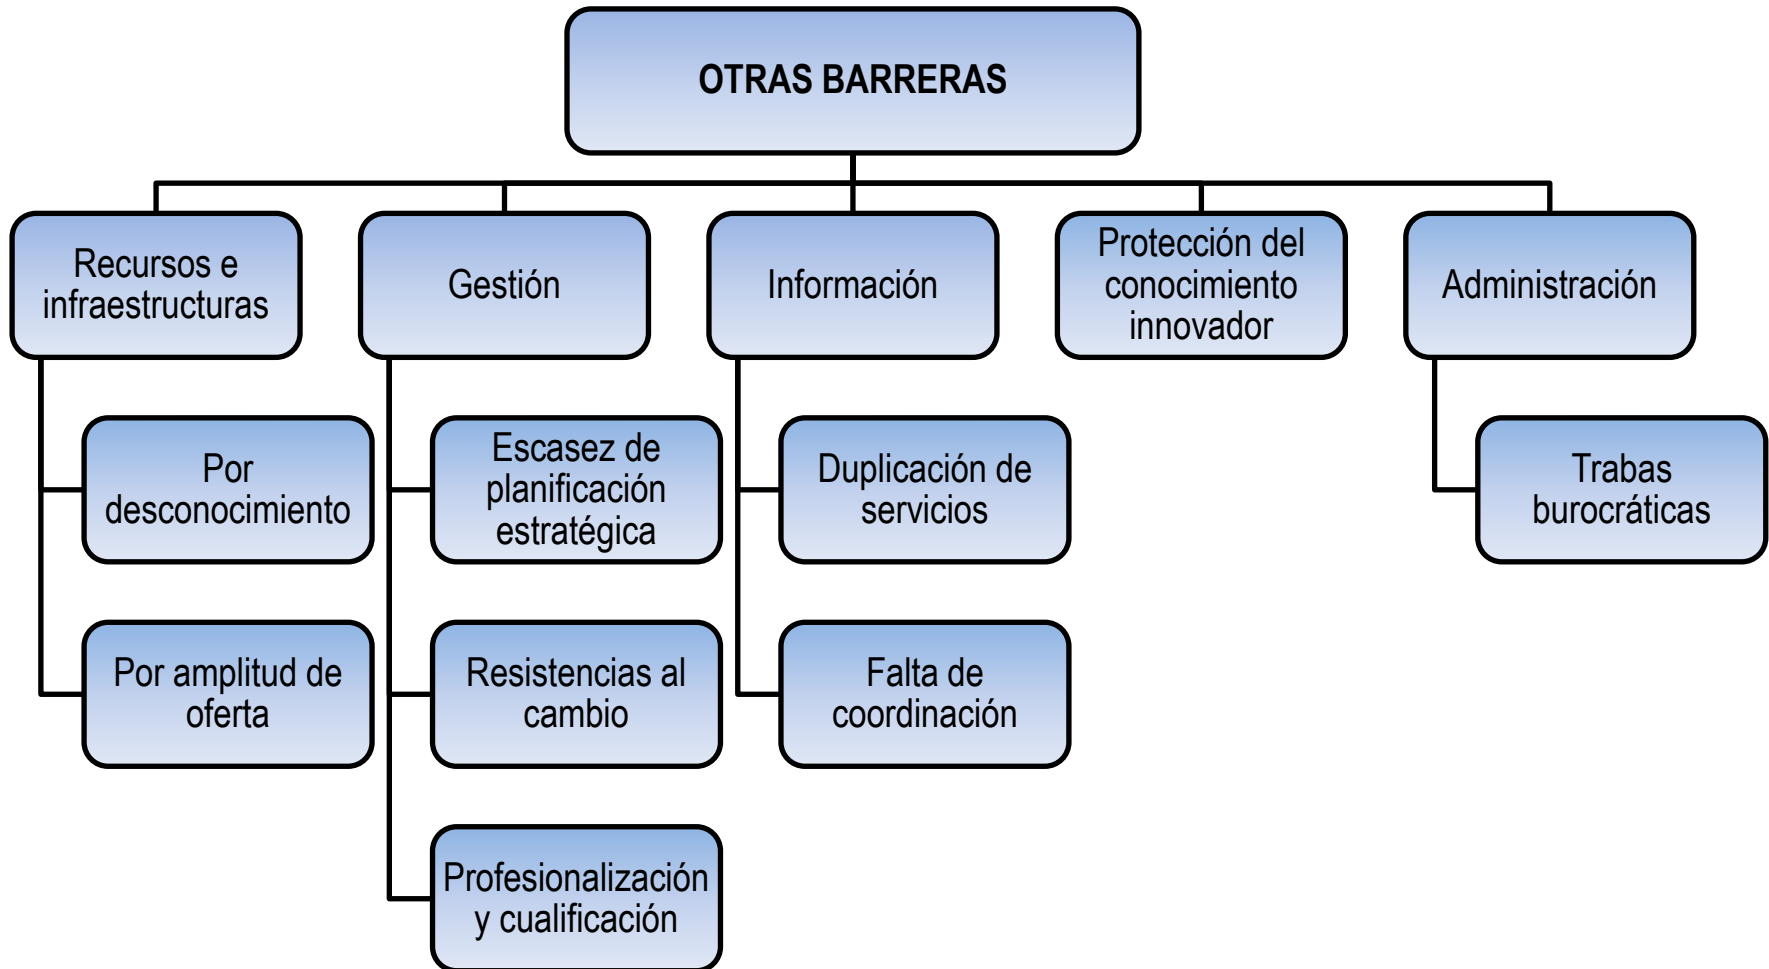 OTRAS BARRERAS
Recursos e
infraestructuras
Gestión
Información
Protección del
conocimiento
innovador
Administración
Por
desconocimiento
Escasez de
planificación
estratégica
Duplicación de
servicios
Trabas
burocráticas
Por amplitud de
oferta
Resistencias al
cambio
Falta de
coordinación
Profesionalización
y cualificación